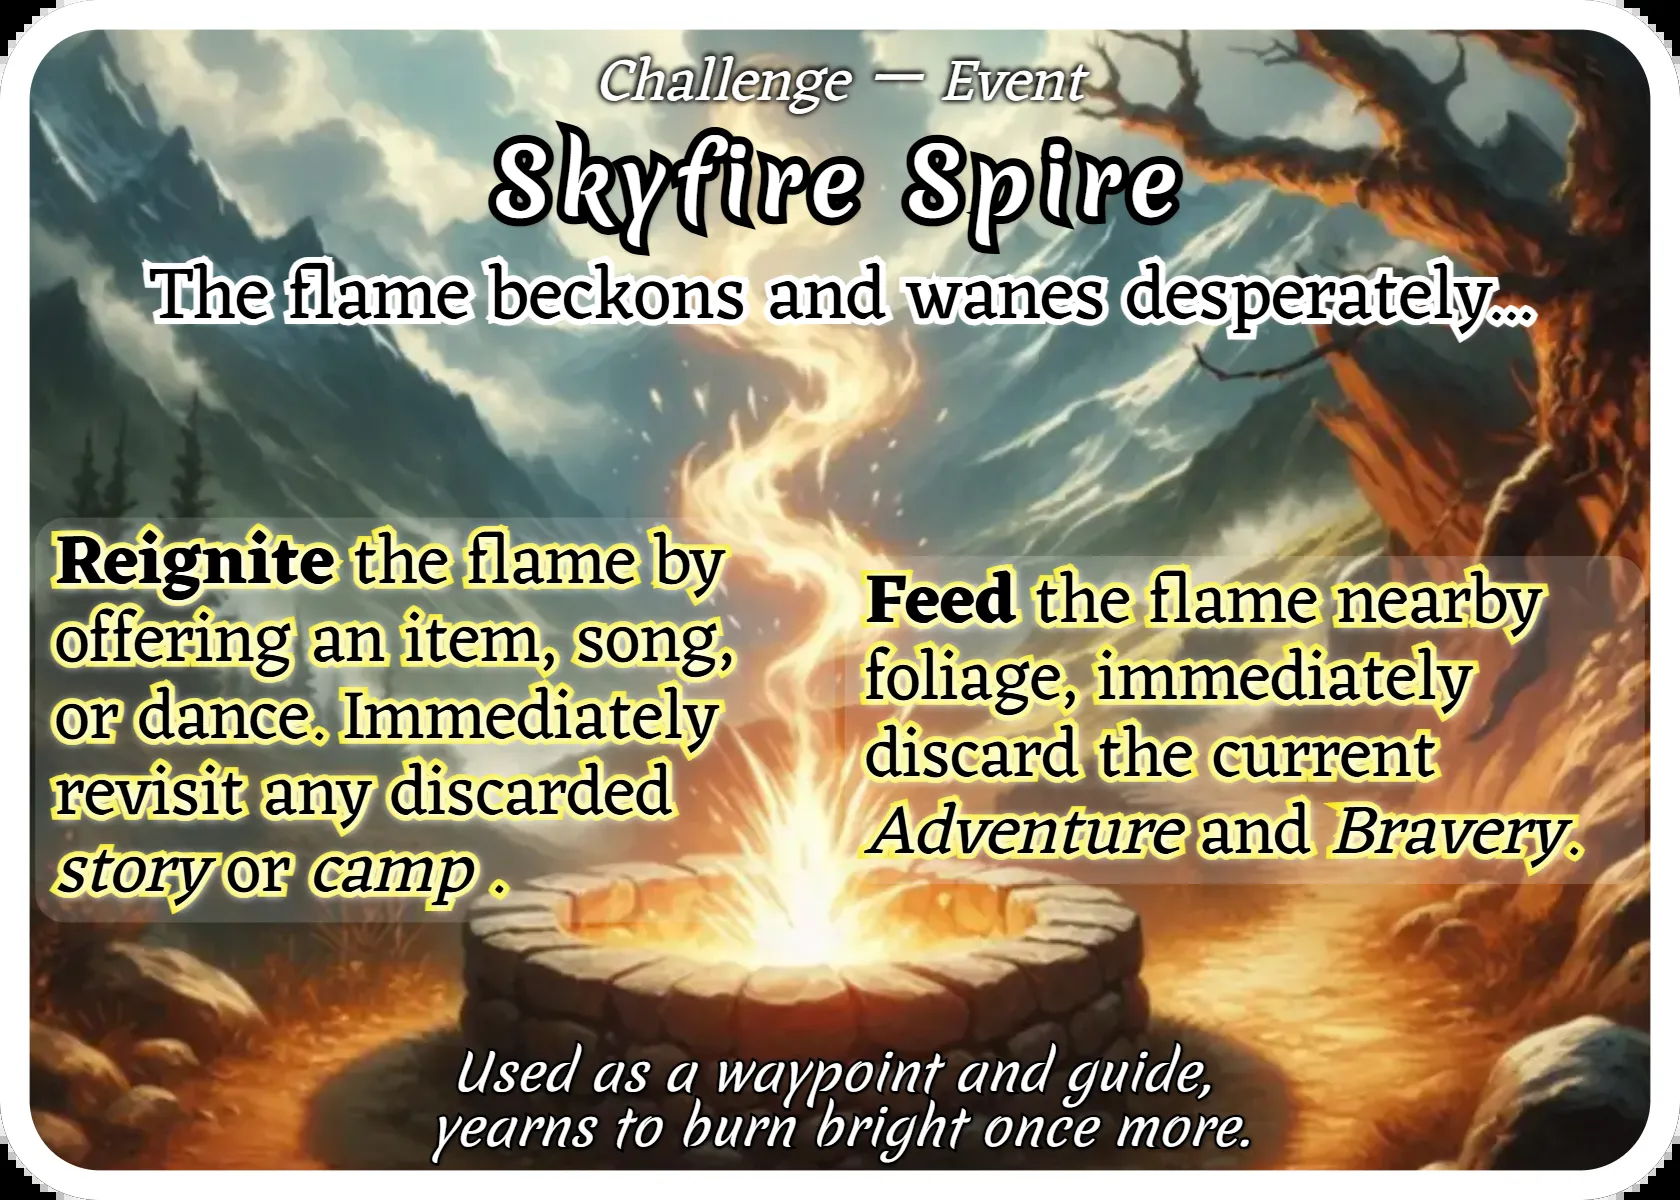 Challenge — Event
Skyfire Spire
The flame beckons and wanes desperately...
Reignite the flame by
offering an item, song,
or dance. Immediately
revisit any discarded
story or camp .
Feed the flame nearby
foliage, immediately
discard the current
Adventure and Bravery.
Used as a waypoint and guide,
yearns to burn bright once more.